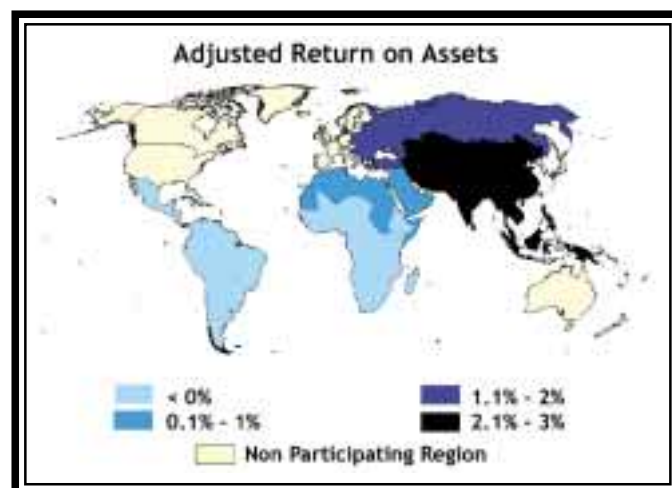 Adjusted Return on Assets
< 0%
1.1% - 2%
0.1% - 1%
2.1% - 3%
Non Participating Region